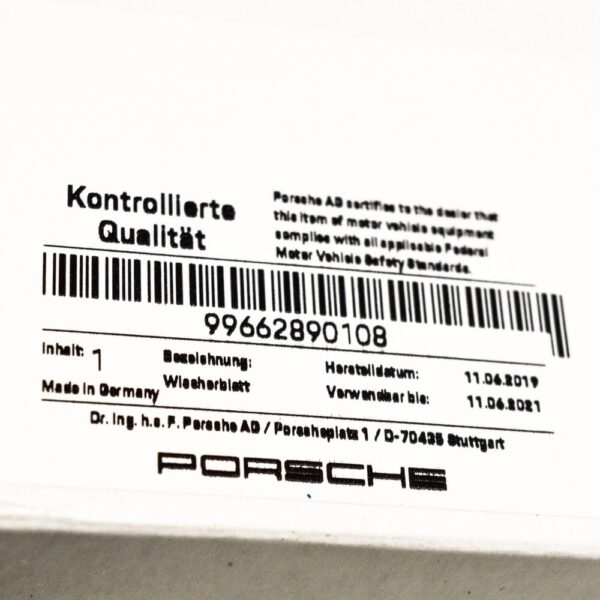 Kontrollierte
Qualität
Porsche AG certifies to the dealer that
this item of motor vehicle equipment
complies with all applicable Federal
Motor Vehicle Safety Standards.
99662890108
Inhalt: 1
Bezeichnung:
Wischerblatt
Herstelldatum: 11.06.2019
Verwendbar bis: 11.06.2021
Made in Germany
Dr. Ing. h.c. F. Porsche AG / Porscheplatz 1 / D-70435 Stuttgart
PORSCHE